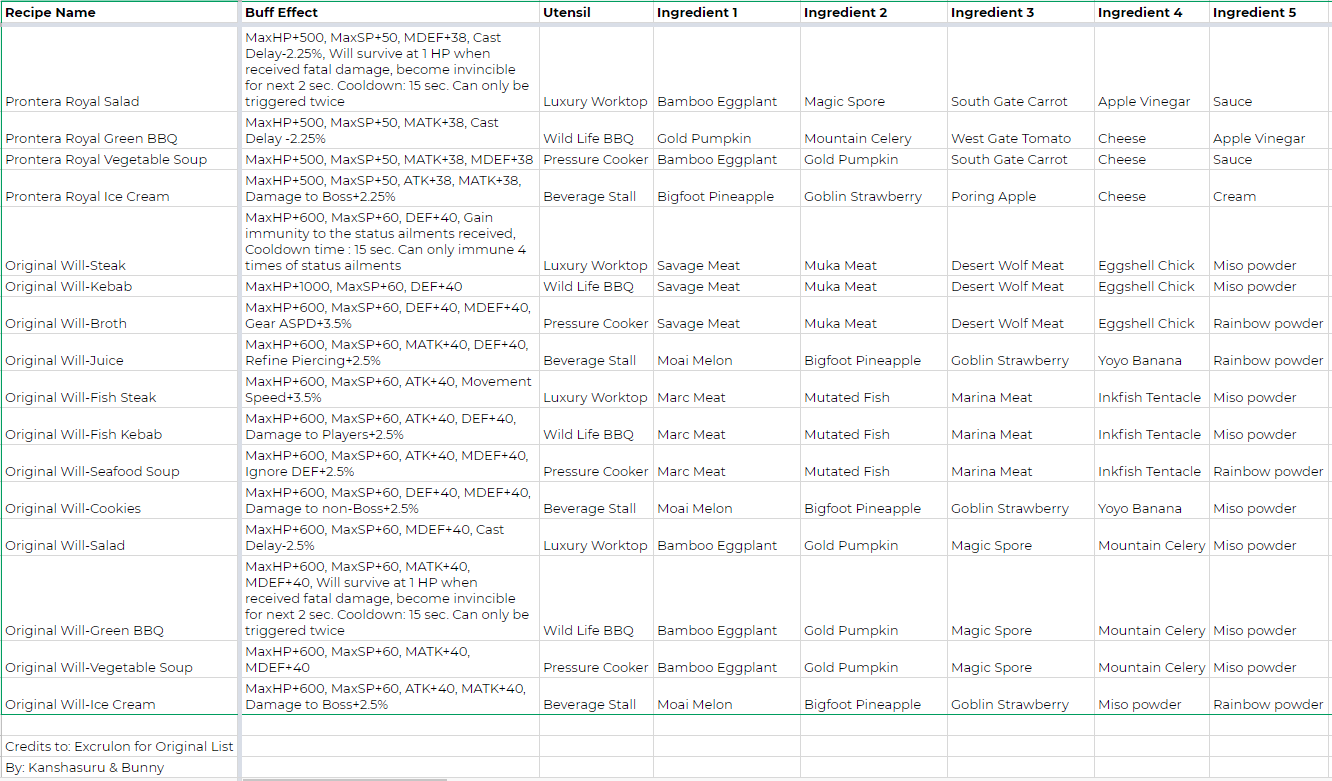 Recipe Name Buff Effect Utensil Ingredient 1 Ingredient 2 Ingredient 3 Ingredient 4 Ingredient 5
MaxHP+500, MaxSP+50, MDEF+38, Cast
Delay-2.25%, Will survive at 1 HP when
received fatal damage, become invincible
for next 2 sec. Cooldown: 15 sec. Can only be
Prontera Royal Salad triggered twice Luxury Worktop Bamboo Eggplant Magic Spore South Gate Carrot Apple Vinegar Sauce
MaxHP+500, MaxSP+50, MATK+38, Cast
Prontera Royal Green BBQ Delay -2.25% Wild Life BBQ Gold Pumpkin Mountain Celery West Gate Tomato Cheese Apple Vinegar
Prontera Royal Vegetable Soup MaxHP+500, MaxSP+50, MATK+38, MDEF+38 Pressure Cooker Bamboo Eggplant Gold Pumpkin South Gate Carrot Cheese Sauce
MaxHP+500, MaxSP+50, ATK+38, MATK+38,
Prontera Royal Ice Cream Damage to Boss+2.25% Beverage Stall Bigfoot Pineapple Goblin Strawberry Poring Apple Cheese Cream
MaxHP+600, MaxSP+60, DEF+40, Gain
immunity to the status ailments received,
Cooldown time : 15 sec. Can only immune 4
Original Will-Steak times of status ailments Luxury Worktop Savage Meat Muka Meat Desert Wolf Meat Eggshell Chick Miso powder
Original Will-Kebab MaxHP+1000, MaxSP+60, DEF+40 Wild Life BBQ Savage Meat Muka Meat Desert Wolf Meat Eggshell Chick Miso powder
MaxHP+600, MaxSP+60, DEF+40, MDEF+40,
Original Will-Broth Gear ASPD+3.5% Pressure Cooker Savage Meat Muka Meat Desert Wolf Meat Eggshell Chick Rainbow powder
MaxHP+600, MaxSP+60, MATK+40, DEF+40,
Original Will-Juice Refine Piercing+2.5% Beverage Stall Moai Melon Bigfoot Pineapple Goblin Strawberry Yoyo Banana Rainbow powder
MaxHP+600, MaxSP+60, ATK+40, Movement
Original Will-Fish Steak Speed+3.5% Luxury Worktop Marc Meat Mutated Fish Marina Meat Inkfish Tentacle Miso powder
MaxHP+600, MaxSP+60, ATK+40, DEF+40,
Original Will-Fish Kebab Damage to Players+2.5% Wild Life BBQ Marc Meat Mutated Fish Marina Meat Inkfish Tentacle Miso powder
MaxHP+600, MaxSP+60, ATK+40, MDEF+40,
Original Will-Seafood Soup Ignore DEF+2.5% Pressure Cooker Marc Meat Mutated Fish Marina Meat Inkfish Tentacle Rainbow powder
MaxHP+600, MaxSP+60, DEF+40, MDEF+40,
Original Will-Cookies Damage to non-Boss+2.5% Beverage Stall Moai Melon Bigfoot Pineapple Goblin Strawberry Yoyo Banana Miso powder
MaxHP+600, MaxSP+60, MDEF+40, Cast
Original Will-Salad Delay-2.5% Luxury Worktop Bamboo Eggplant Gold Pumpkin Magic Spore Mountain Celery Miso powder
MaxHP+600, MaxSP+60, MATK+40,
MDEF+40, Will survive at 1 HP when
received fatal damage, become invincible
for next 2 sec. Cooldown: 15 sec. Can only be
Original Will-Green BBQ triggered twice Wild Life BBQ Bamboo Eggplant Gold Pumpkin Magic Spore Mountain Celery Miso powder
MaxHP+600, MaxSP+60, MATK+40,
Original Will-Vegetable Soup MDEF+40 Pressure Cooker Bamboo Eggplant Gold Pumpkin Magic Spore Mountain Celery Miso powder
MaxHP+600, MaxSP+60, ATK+40, MATK+40,
Original Will-Ice Cream Damage to Boss+2.5% Beverage Stall Moai Melon Bigfoot Pineapple Goblin Strawberry Miso powder Rainbow powder
Credits to: Excrulon for Original List
By: Kanshasuru & Bunny